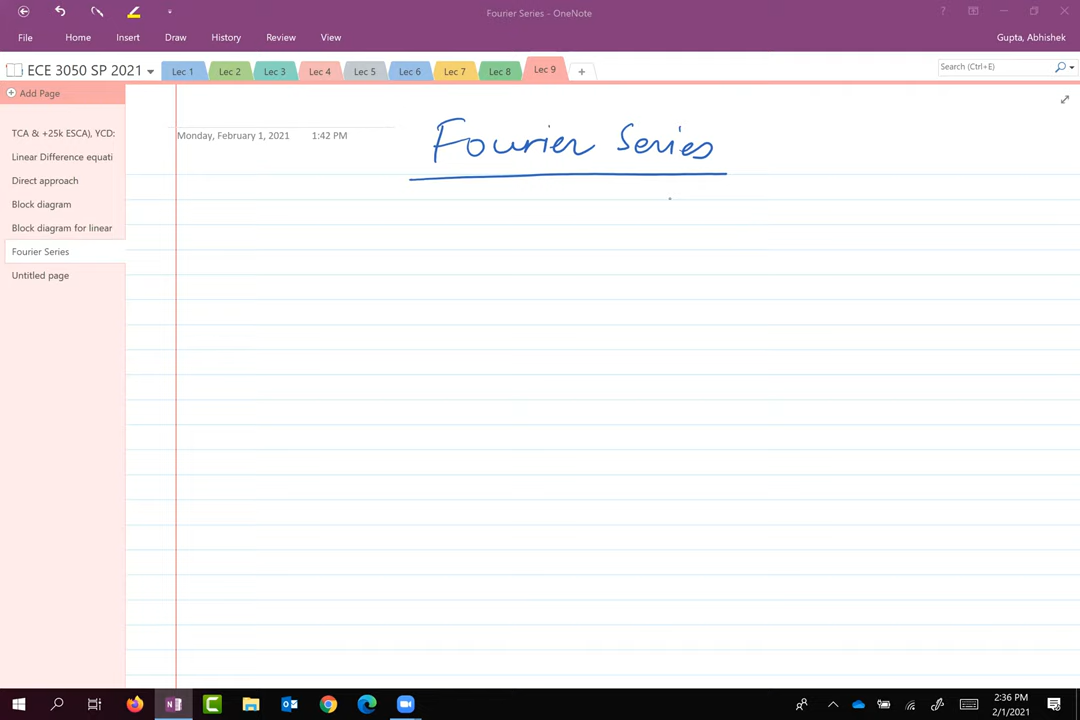 Fourier Series - OneNote
File Home Insert Draw History Review View Gupta, Abhishek
ECE 3050 SP 2021 Lec 1 Lec 2 Lec 3 Lec 4 Lec 5 Lec 6 Lec 7 Lec 8 Lec 9 Search (Ctrl+E)
Add Page
TCA & +25k ESCA), YCD:
Monday, February 1, 2021 1:42 PM
Fourier Series
Linear Difference equati
Direct approach
Block diagram
Block diagram for linear
Fourier Series
Untitled page
2:36 PM
2/1/2021